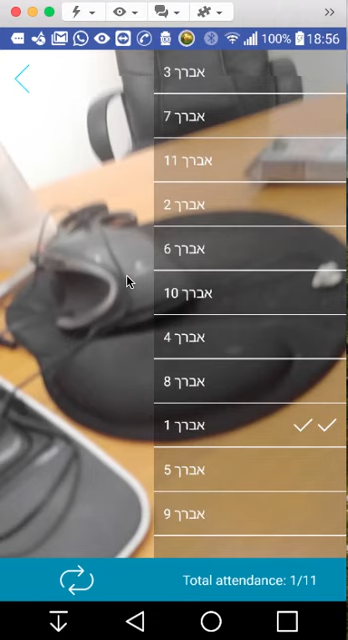 100% 18:56
אברך 3
אברך 7
אברך 11
אברך 2
אברך 6
אברך 10
אברך 4
אברך 8
אברך 1
אברך 5
אברך 9
Total attendance: 1/11